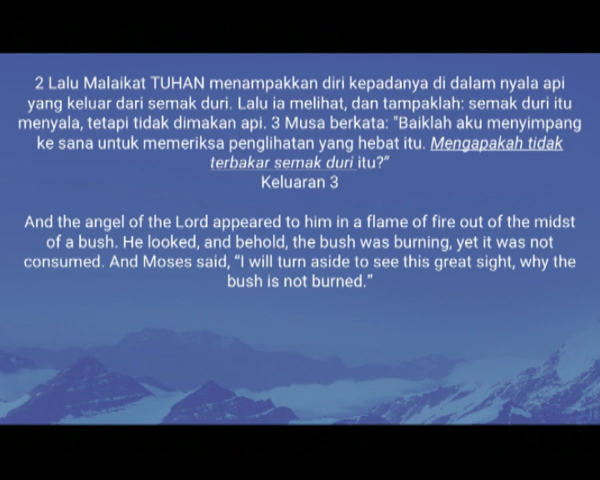 2 Lalu Malaikat TUHAN menampakkan diri kepadanya di dalam nyala api
yang keluar dari semak duri. Lalu ia melihat, dan tampaklah: semak duri itu
menyala, tetapi tidak dimakan api. 3 Musa berkata: "Baiklah aku menyimpang
ke sana untuk memeriksa penglihatan yang hebat itu. Mengapakah tidak
terbakar semak duri itu?”
Keluaran 3
And the angel of the Lord appeared to him in a flame of fire out of the midst
of a bush. He looked, and behold, the bush was burning, yet it was not
consumed. And Moses said, “I will turn aside to see this great sight, why the
bush is not burned.”